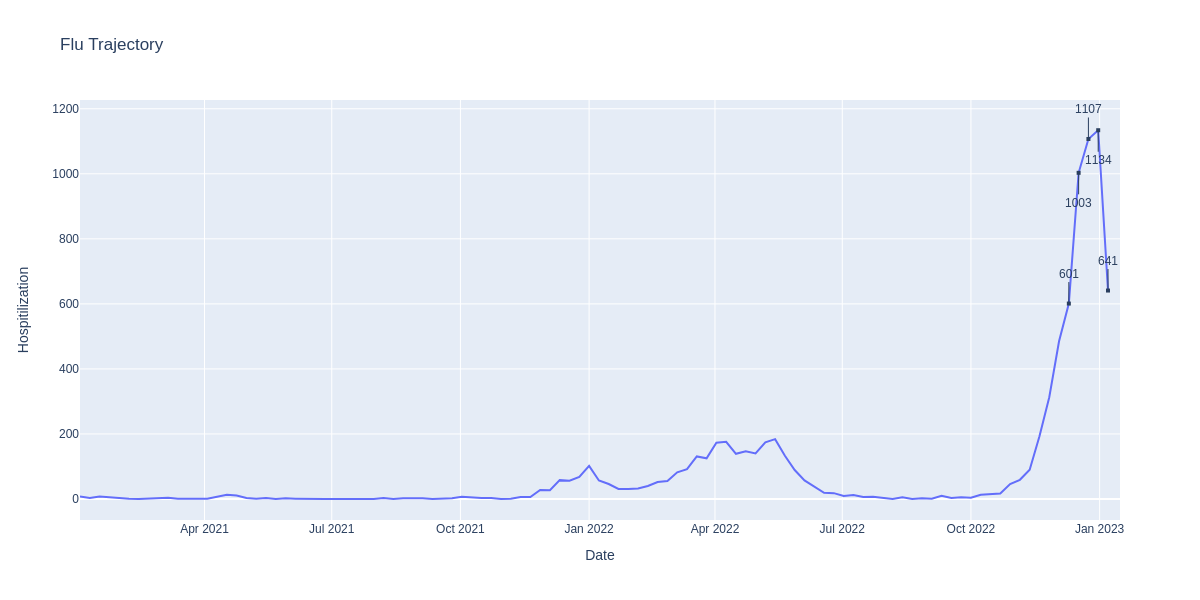 Flu Trajectory
1200
1000
800
600
400
200
0
Hospitilization
1107
1134
1003
641
601
Apr 2021
Jul 2021
Oct 2021
Jan 2022
Apr 2022
Jul 2022
Oct 2022
Jan 2023
Date